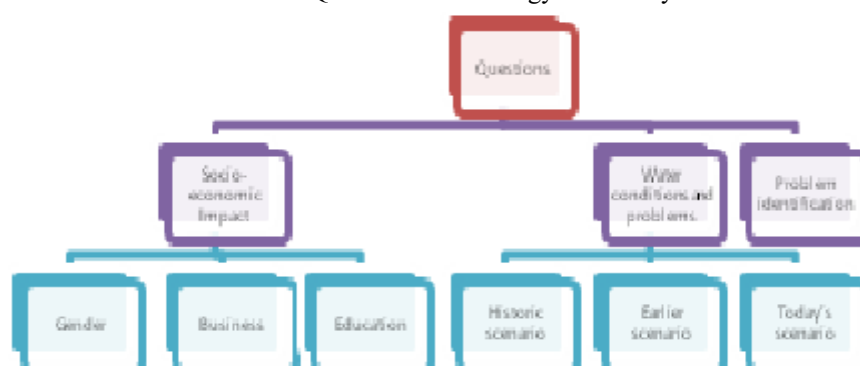 Questions
Socio-
economic
Impact
Water
conditions and
problems.
Problem
identification
Gender
Business
Education
Historic
scenario
Earlier
scenario
Today's
scenario